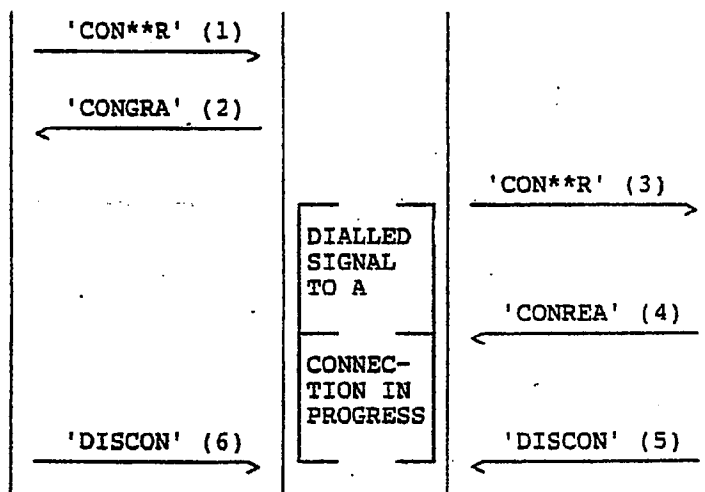 'CON**R' (1)
'CONGRA' (2)
'CON**R' (3)
DIALLED
SIGNAL
TO A
'CONREA' (4)
CONNEC-
TION IN
PROGRESS
'DISCON' (6)
'DISCON' (5)